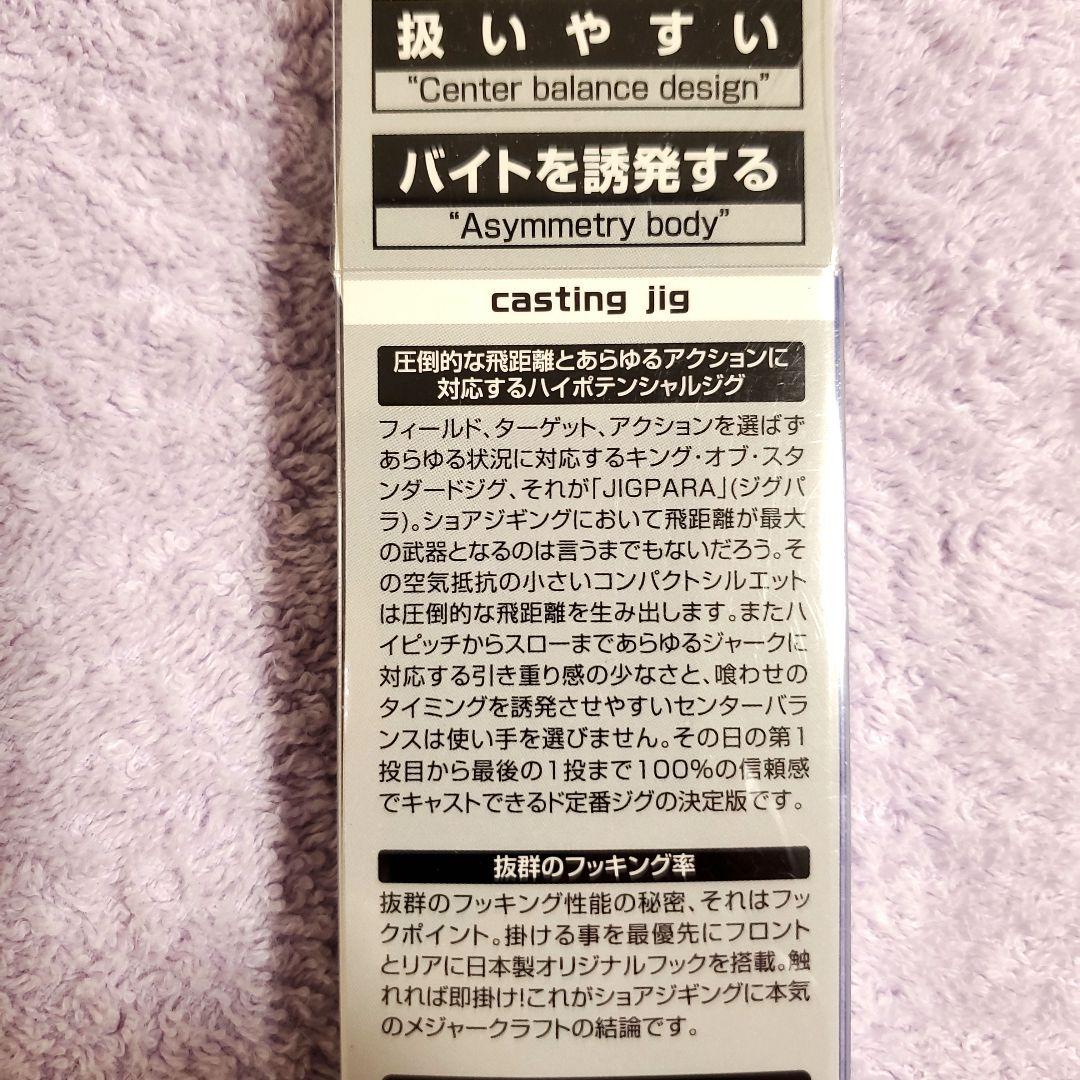 扱いやすい
“Center balance design”
バイトを誘発する
“Asymmetry body”
casting jig
圧倒的な飛距離とあらゆるアクションに
対応するハイポテンシャルジグ
フィールド、ターゲット、アクションを選ばず
あらゆる状況に対応するキング・オブ・スタ
ンダードジグ、それが「JIGPARA」(ジグパ
ラ)。ショアジギングにおいて飛距離が最大
の武器となるのは言うまでもないだろう。そ
の空気抵抗の小さいコンパクトシルエット
は圧倒的な飛距離を生み出します。またハ
イピッチからスローまであらゆるジャークに
対応する引き重り感の少なさと、喰わせの
タイミングを誘発させやすいセンターバラ
ンスは使い手を選びません。その日の第1
投目から最後の1投まで100%の信頼感
でキャストできるド定番ジグの決定版です。
抜群のフッキング率
抜群のフッキング性能の秘密、それはフッ
クポイント。掛ける事を最優先にフロント
とリアに日本製オリジナルフックを搭載。触
れれば即掛け!これがショアジギングに本気
のメジャークラフトの結論です。